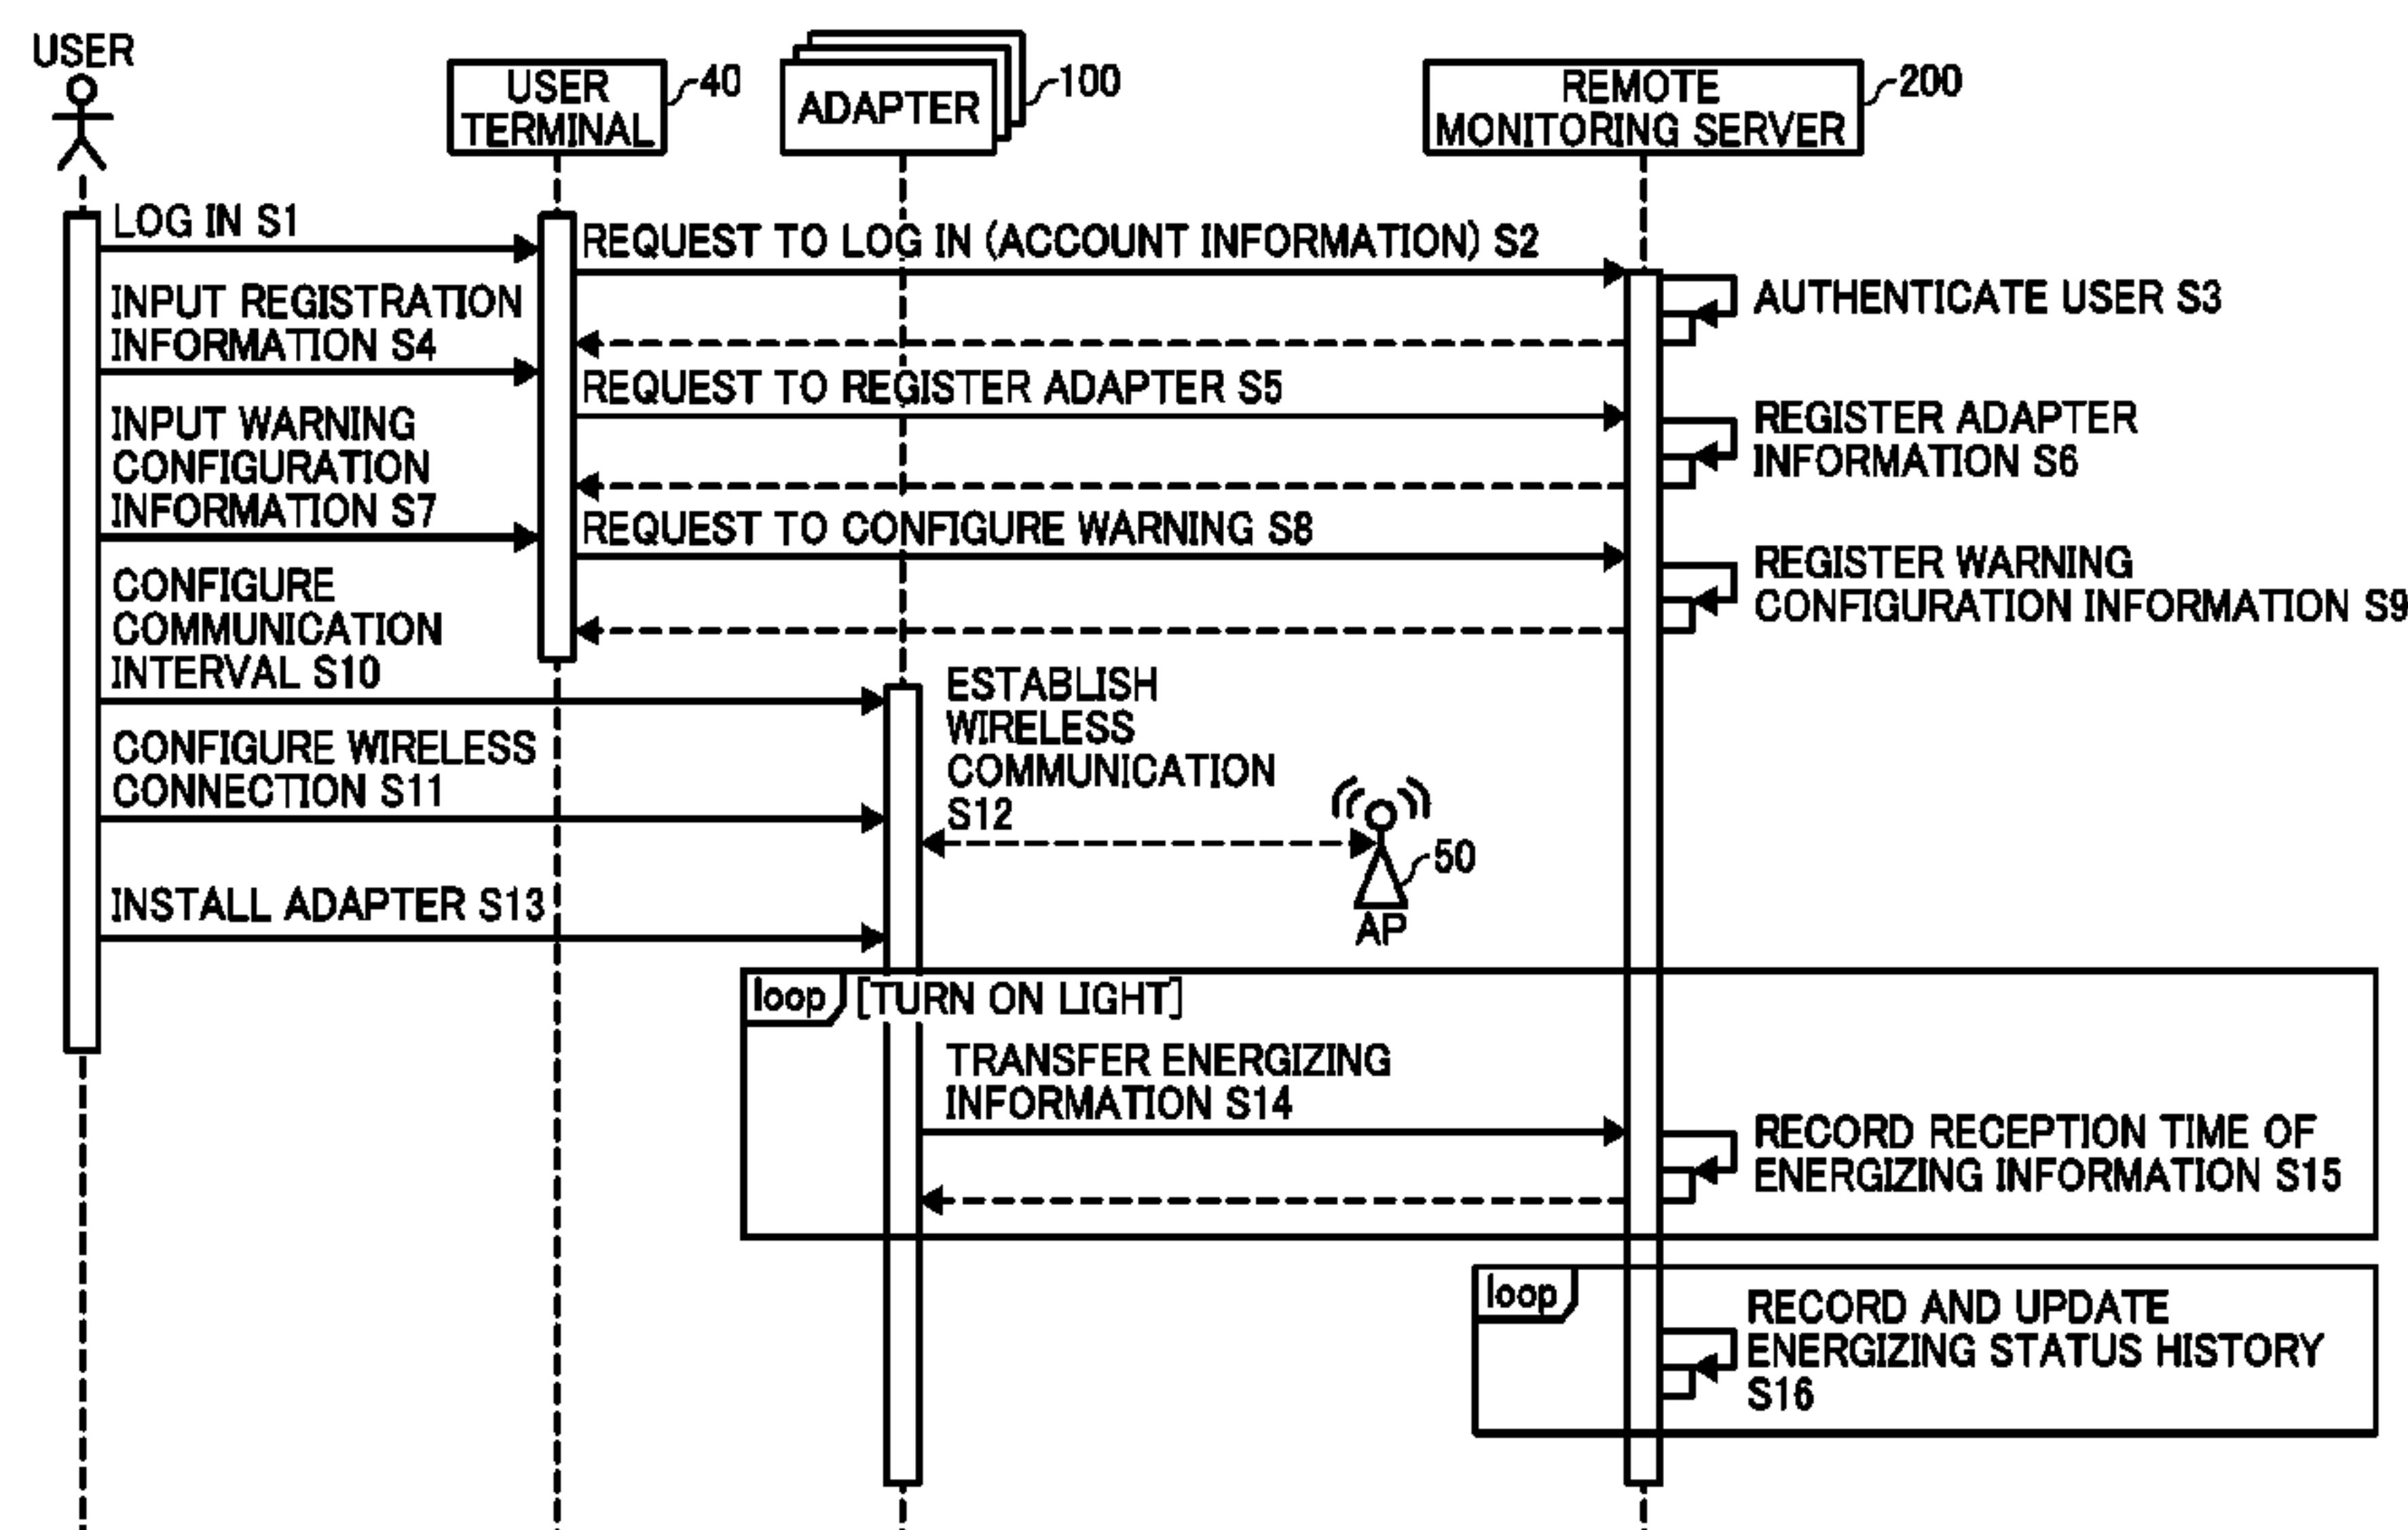 USER
USER
TERMINAL
40
ADAPTER
100
REMOTE
MONITORING SERVER
200
LOG IN S1
REQUEST TO LOG IN (ACCOUNT INFORMATION) S2
AUTHENTICATE USER S3
INPUT REGISTRATION
INFORMATION S4
REQUEST TO REGISTER ADAPTER S5
REGISTER ADAPTER
INFORMATION S6
INPUT WARNING
CONFIGURATION
INFORMATION S7
REQUEST TO CONFIGURE WARNING S8
REGISTER WARNING
CONFIGURATION INFORMATION S9
CONFIGURE
COMMUNICATION
INTERVAL S10
CONFIGURE WIRELESS
CONNECTION S11
ESTABLISH
WIRELESS
COMMUNICATION
S12
50
AP
INSTALL ADAPTER S13
loop
[TURN ON LIGHT]
TRANSFER ENERGIZING
INFORMATION S14
RECORD RECEPTION TIME OF
ENERGIZING INFORMATION S15
loop
RECORD AND UPDATE
ENERGIZING STATUS HISTORY
S16